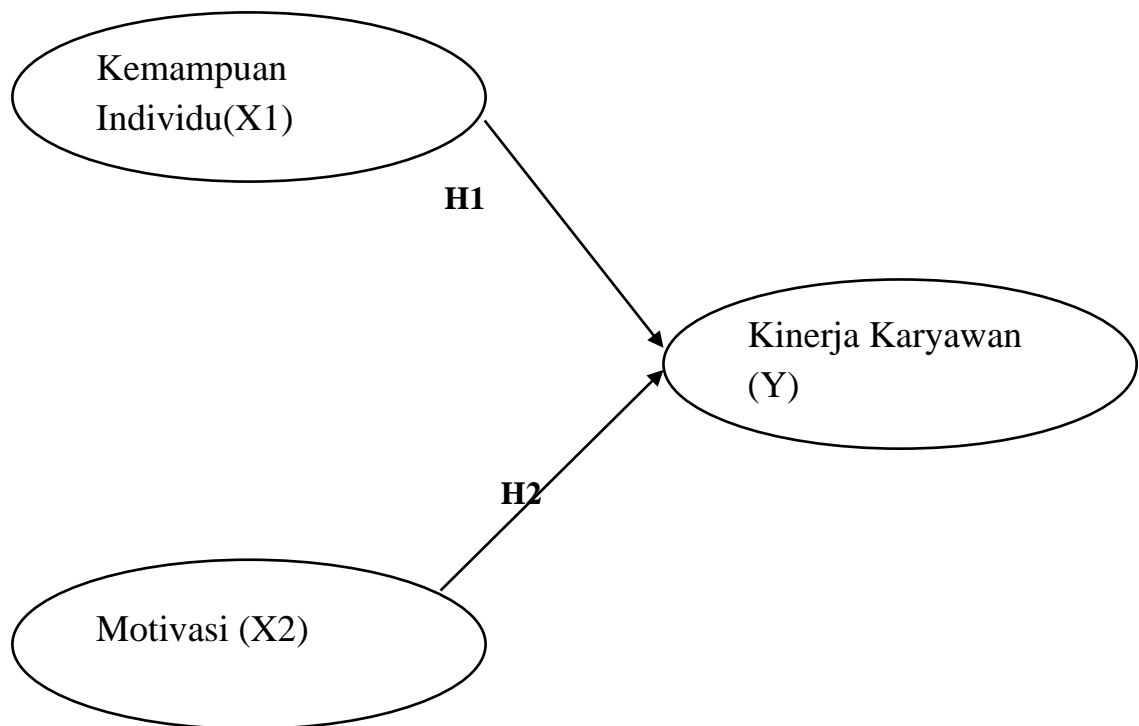 Kemampuan
Individu(X1)
H1
Kinerja Karyawan
(Y)
H2
Motivasi (X2)